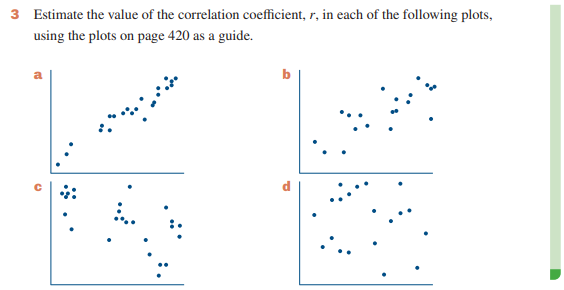 3 Estimate the value of the correlation coefficient, r, in each of the following plots,
using the plots on page 420 as a guide.
a
b
c
d